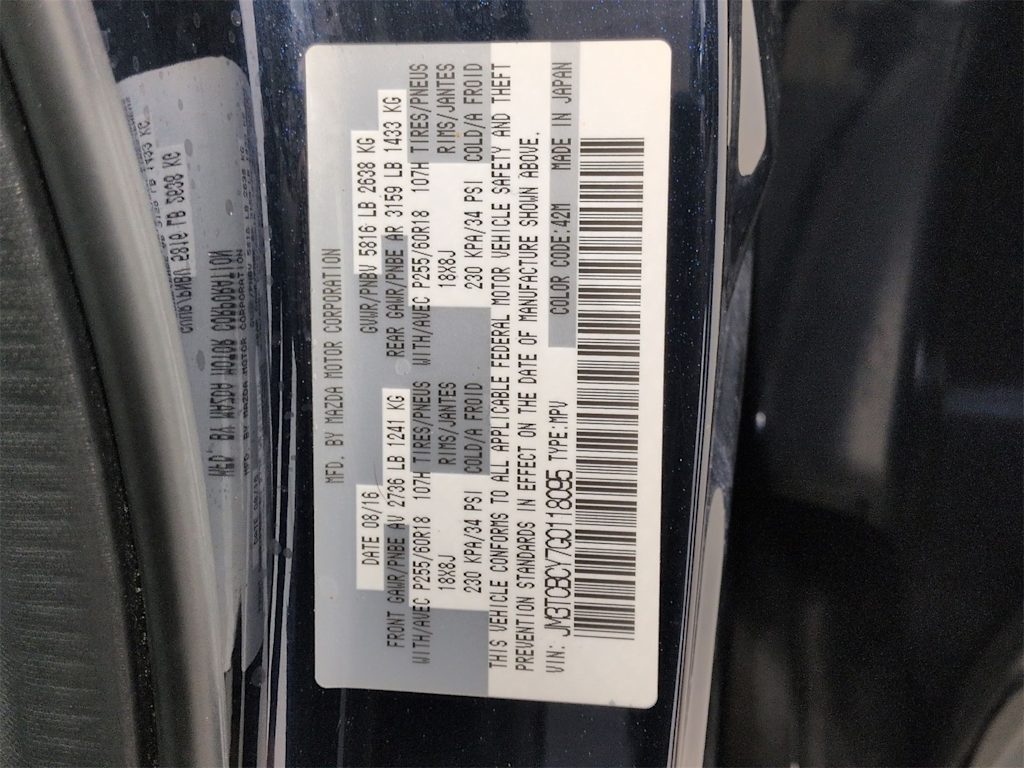 MFD. BY MAZDA MOTOR CORPORATION
DATE 08/16 GVWR/PNBV 5816 LB 2638 KG
FRONT GAWR/PNBE AV 2736 LB 1241 KG REAR GAWR/PNBE AR 3159 LB 1433 KG
WITH/AVEC P255/60R18 107H TIRES/PNEUS WITH/AVEC P255/60R18 107H TIRES/PNEUS
18X8J RIMS/JANTES 18X8J RIMS/JANTES
230 KPA/34 PSI COLD/A FROID 230 KPA/34 PSI COLD/A FROID
THIS VEHICLE CONFORMS TO ALL APPLICABLE FEDERAL MOTOR VEHICLE SAFETY AND THEFT
PREVENTION STANDARDS IN EFFECT ON THE DATE OF MANUFACTURE SHOWN ABOVE.
VIN: JM3TCBCY7G0118095 TYPE:MPV COLOR CODE:42M MADE IN JAPAN